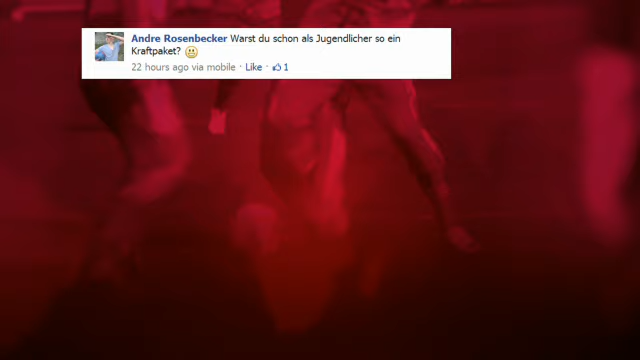 Andre Rosenbecker Warst du schon als Jugendlicher so ein
Kraftpaket? 😃
22 hours ago via mobile · Like · 👍 1